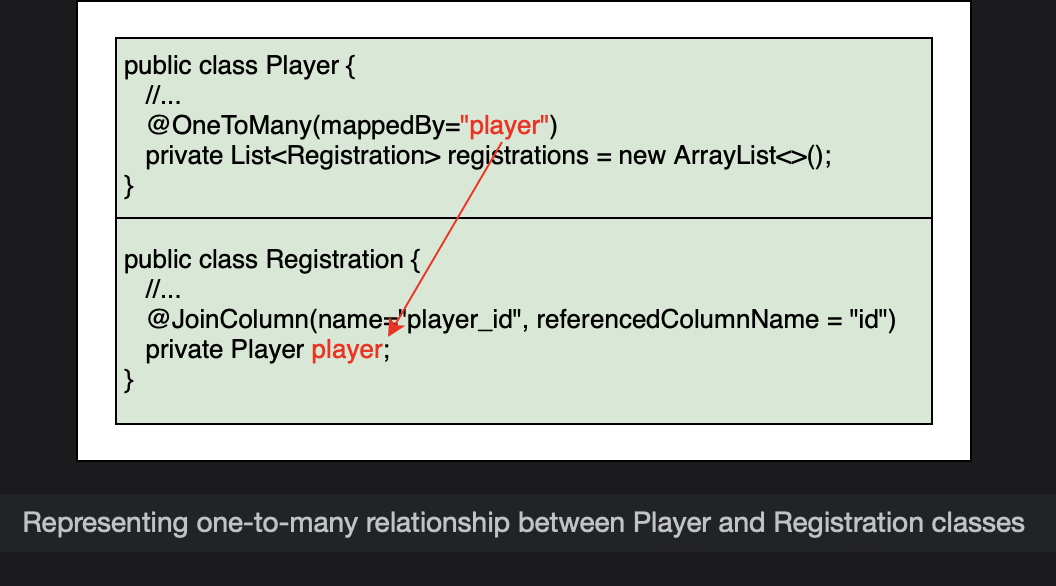 public class Player {
//...
@OneToMany(mappedBy="player")
private List<Registration> registrations = new ArrayList<>();
}
public class Registration {
//...
@JoinColumn(name="player_id", referencedColumnName = "id")
private Player player;
}
Representing one-to-many relationship between Player and Registration classes